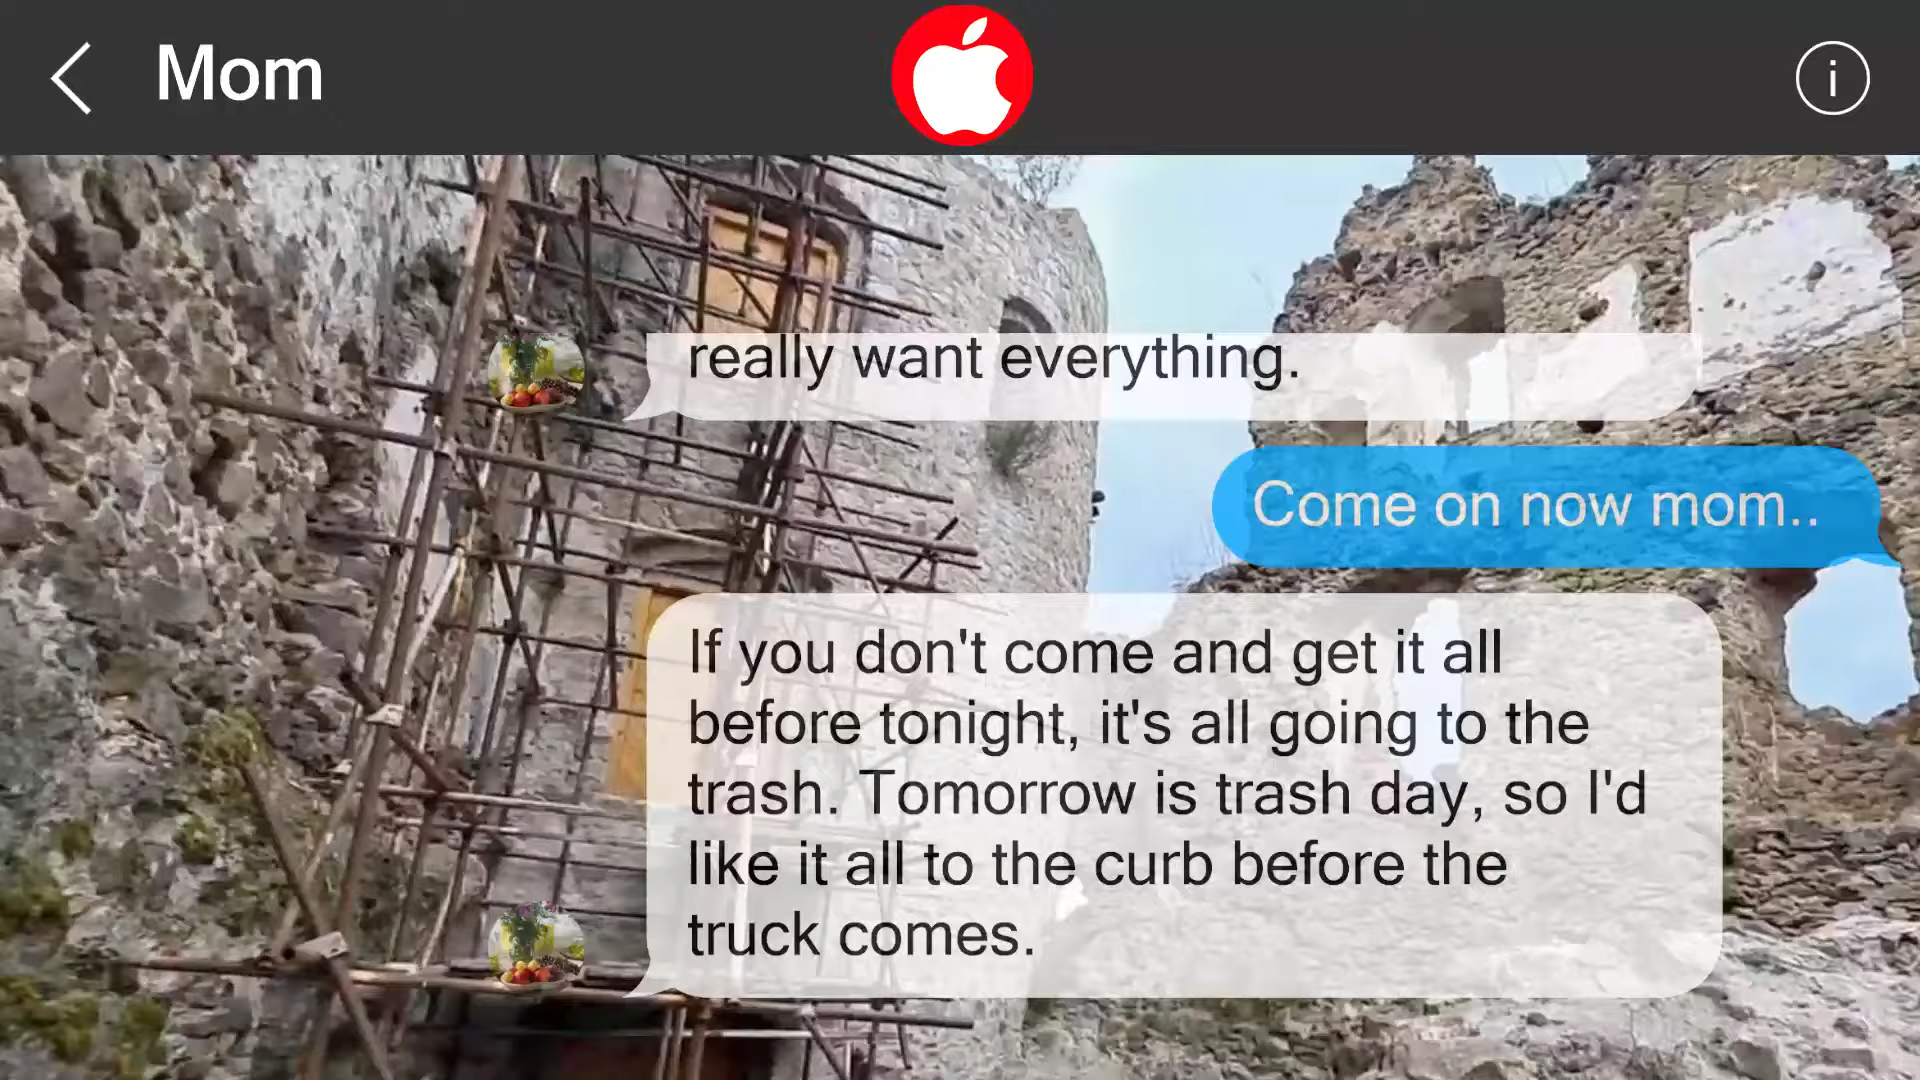 Mom
i
really want everything.
Come on now mom..
If you don't come and get it all
before tonight, it's all going to the
trash. Tomorrow is trash day, so I'd
like it all to the curb before the
truck comes.